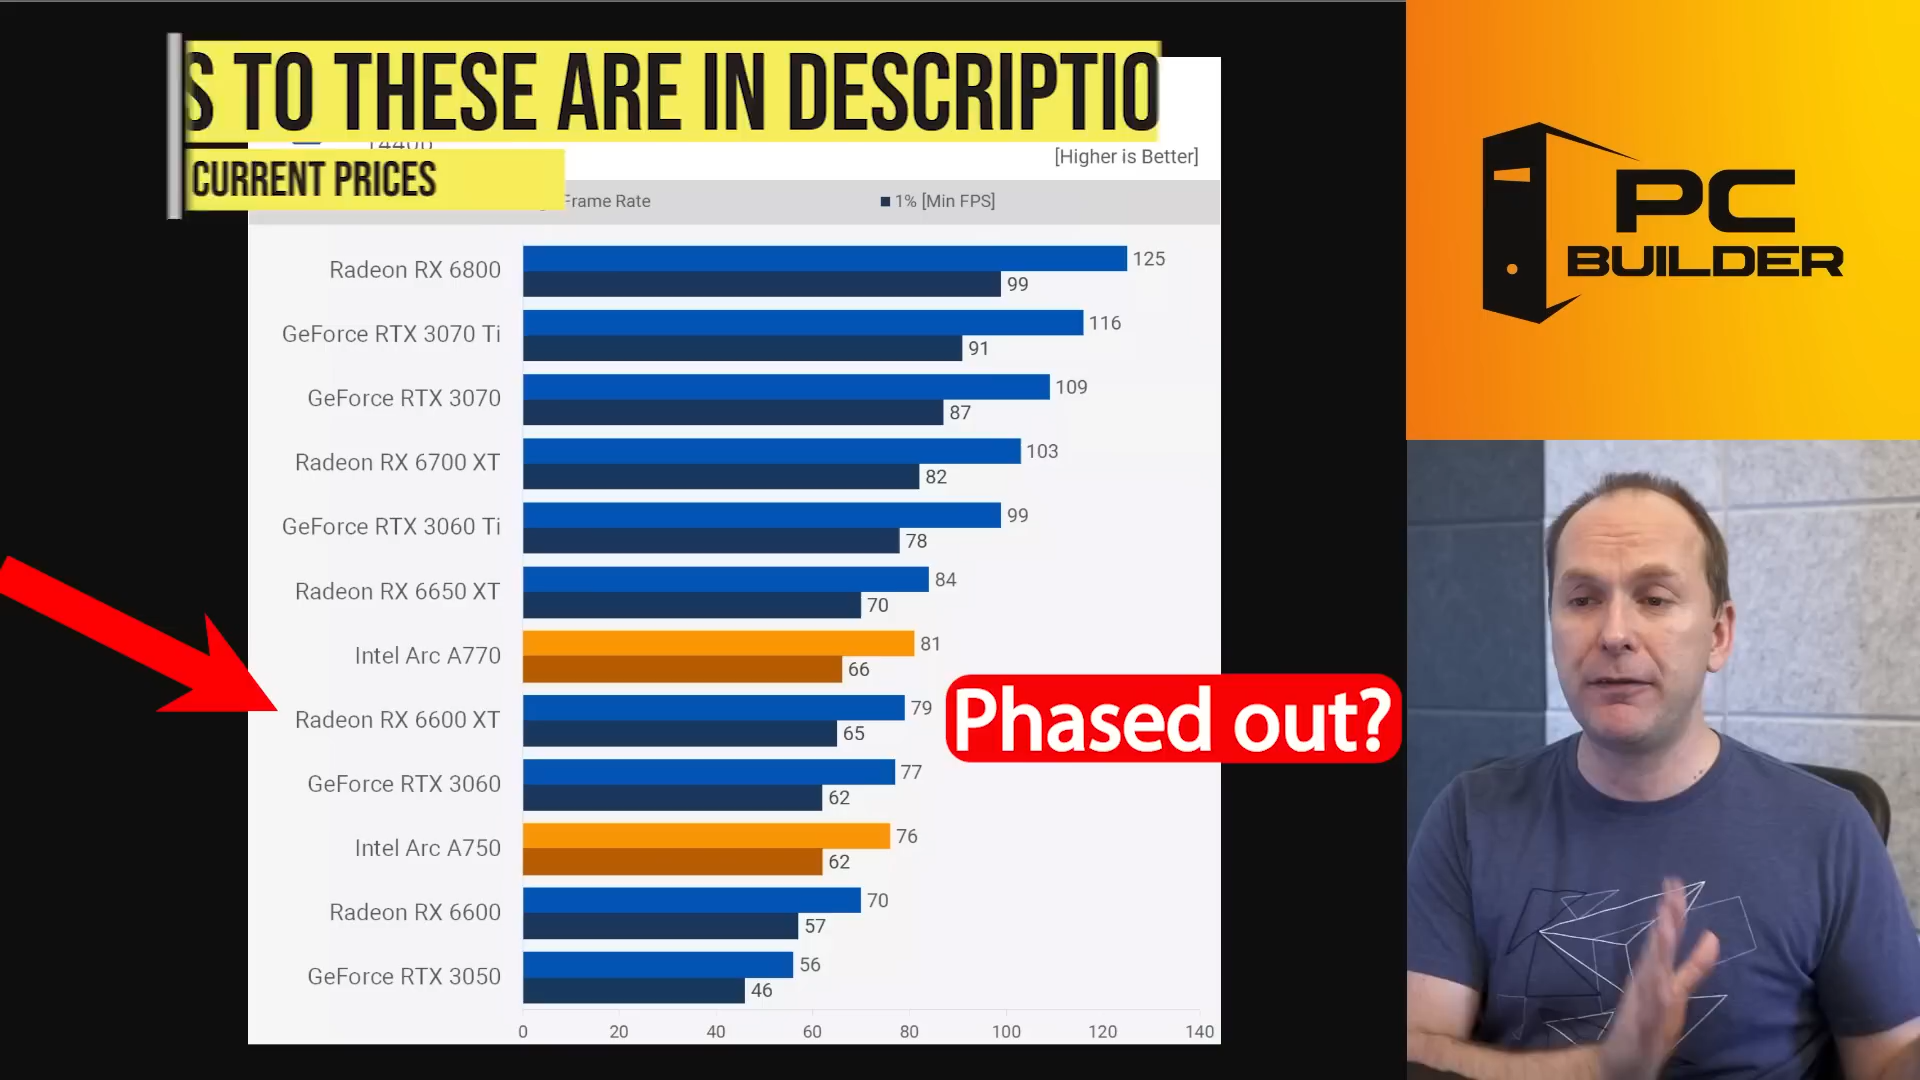 S TO THESE ARE IN DESCRIPTIO
1440p
CURRENT PRICES
[Higher is Better]
Frame Rate
1% [Min FPS]
Radeon RX 6800
125
99
GeForce RTX 3070 Ti
116
91
GeForce RTX 3070
109
87
Radeon RX 6700 XT
103
82
GeForce RTX 3060 Ti
99
78
Radeon RX 6650 XT
84
70
Intel Arc A770
81
66
Radeon RX 6600 XT
79
65
Phased out?
GeForce RTX 3060
77
62
Intel Arc A750
76
62
Radeon RX 6600
70
57
GeForce RTX 3050
56
46
0 20 40 60 80 100 120 140
PC
BUILDER